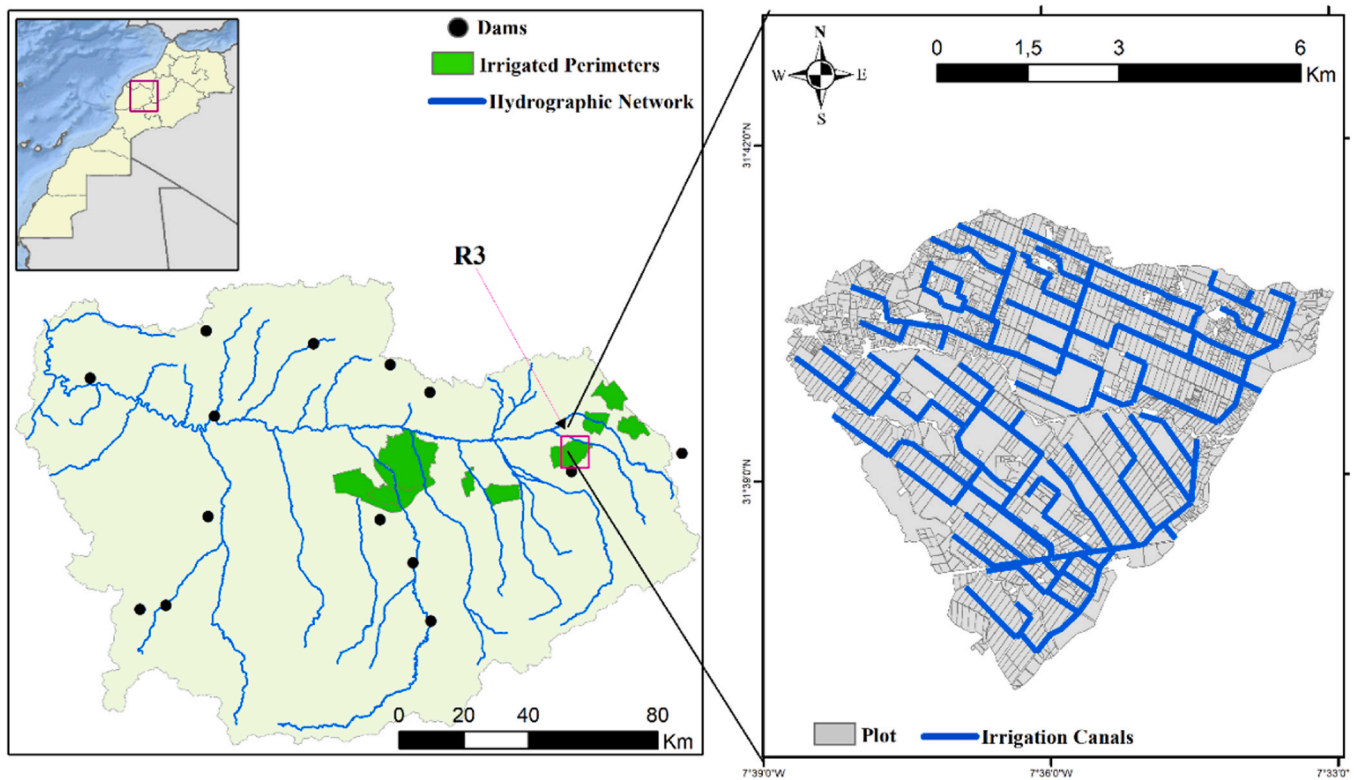 Dams
Irrigated Perimeters
Hydrographic Network
R3
0 20 40 80
Km
N
W E
S
0 1,5 3 6
Km
31°42'0"N
31°39'0"N
Plot
Irrigation Canals
7°39'0"W
7°36'0"W
7°33'0"